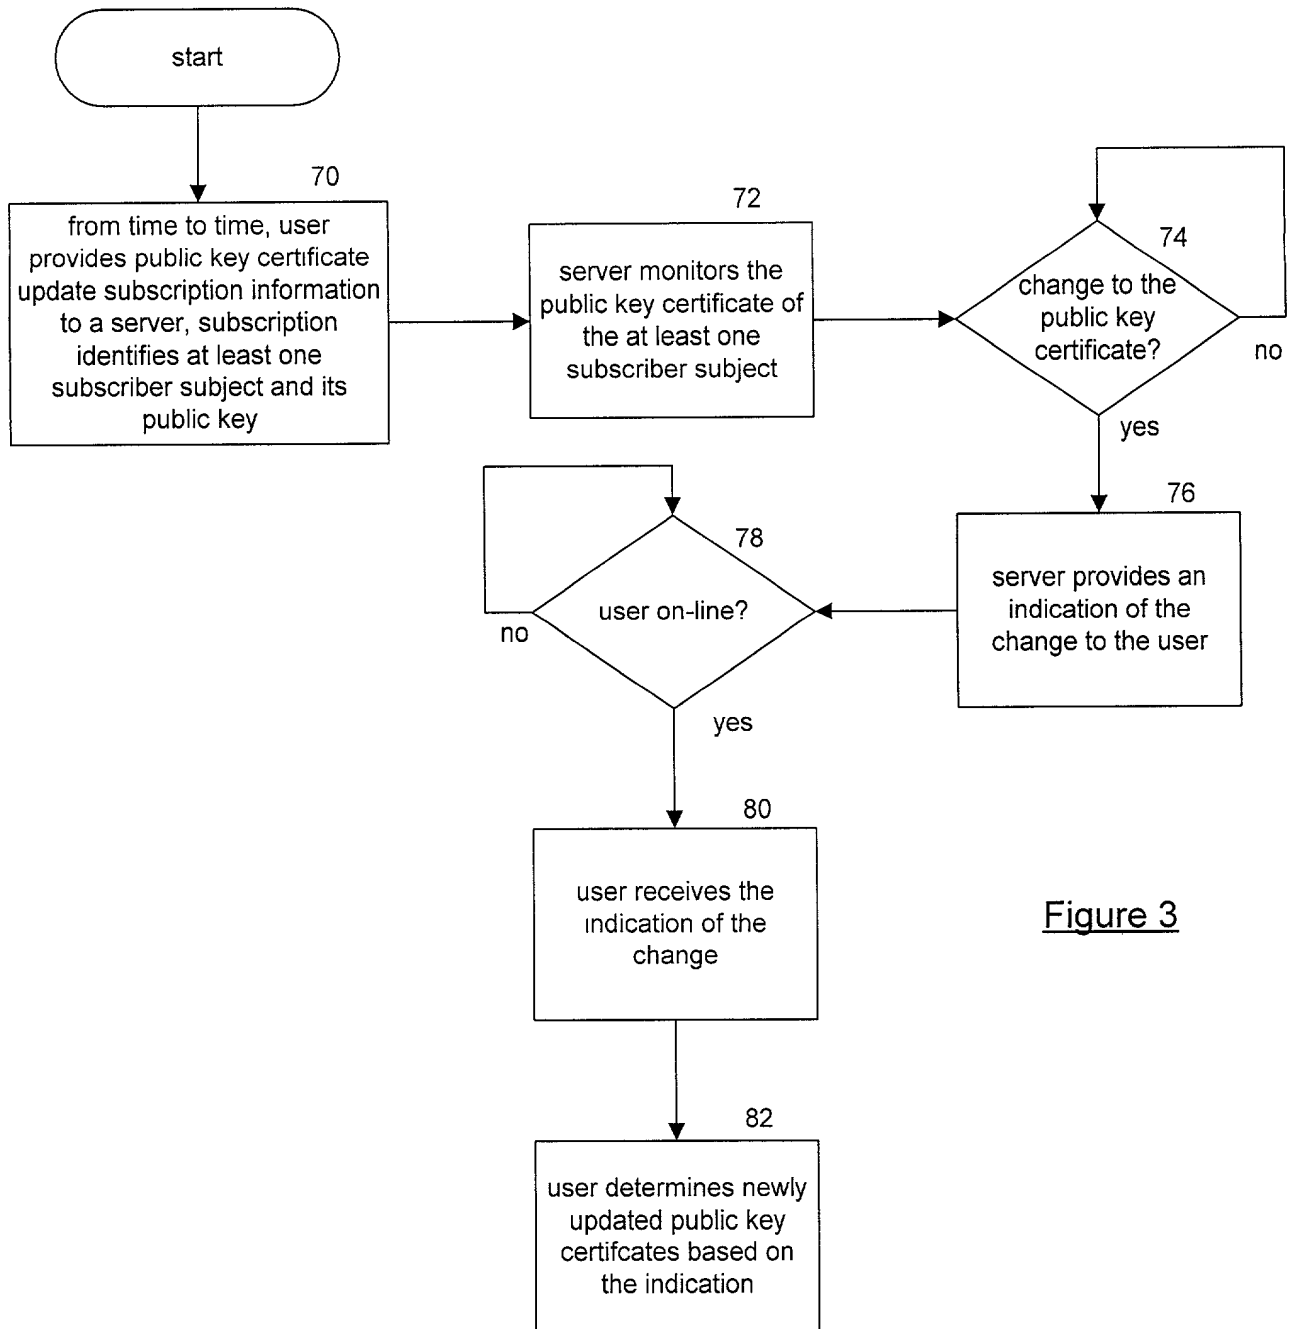 start
70
from time to time, user
provides public key certificate
update subscription information
to a server, subscription
identifies at least one
subscriber subject and its
public key
72
server monitors the
public key certificate of
the at least one
subscriber subject
74
change to the
public key
certificate?
no
yes
76
server provides an
indication of the
change to the user
78
user on-line?
no
yes
80
user receives the
indication of the
change
Figure 3
82
user determines newly
updated public key
certifcates based on
the indication